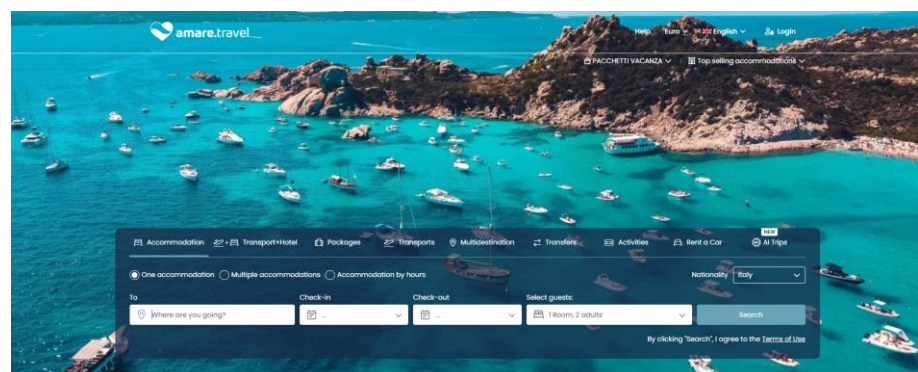 amare.travel
Help Euro English Login
PACCHETTI VACANZA Top selling accommodations
NEW
Accommodation + Transport+Hotel Packages Transports Multidestination Transfers Activities Rent a Car AI Trips
One accommodation Multiple accommodations Accommodation by hours Nationality Italy
To Check-in Check-out Select guests:
Where are you going? - - 1 Room, 2 adults Search
By clicking "Search", I agree to the Terms of Use